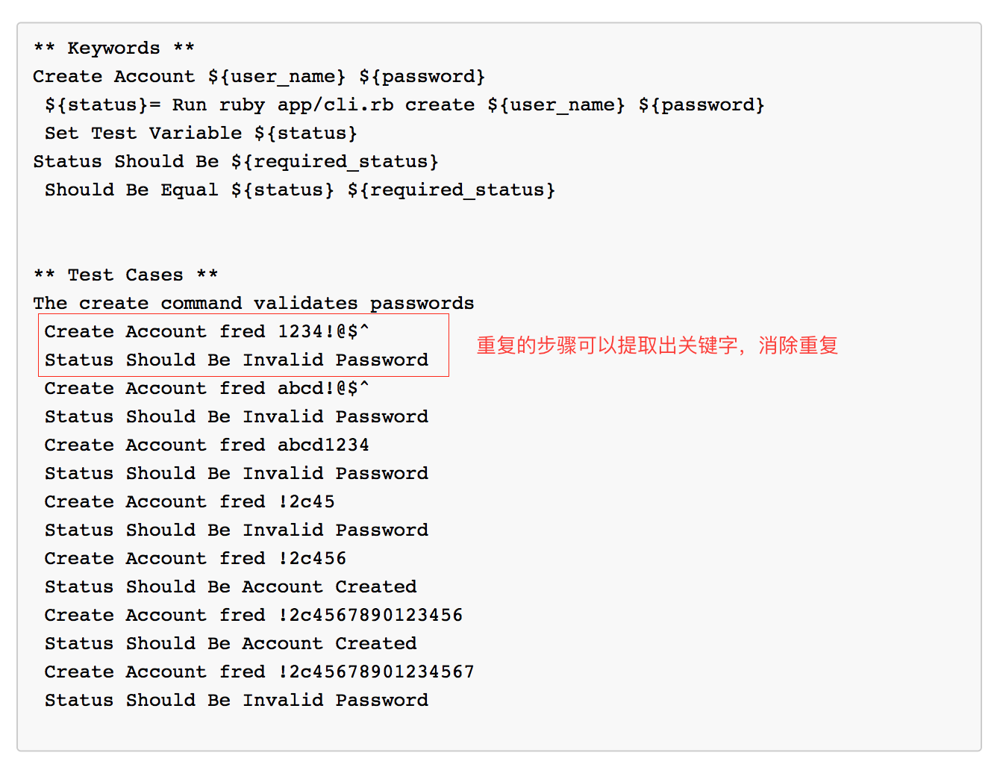 ** Keywords **
Create Account ${user_name} ${password}
${status}= Run ruby app/cli.rb create ${user_name} ${password}
Set Test Variable ${status}
Status Should Be ${required_status}
Should Be Equal ${status} ${required_status}
** Test Cases **
The create command validates passwords
Create Account fred 1234!@$^
Status Should Be Invalid Password
重复的步骤可以提取出关键字，消除重复
Create Account fred abcd!@$^
Status Should Be Invalid Password
Create Account fred abcd1234
Status Should Be Invalid Password
Create Account fred !2c45
Status Should Be Invalid Password
Create Account fred !2c456
Status Should Be Account Created
Create Account fred !2c4567890123456
Status Should Be Account Created
Create Account fred !2c45678901234567
Status Should Be Invalid Password